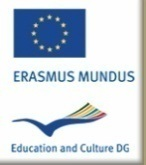 ERASMUS MUNDUS
Education and Culture DG